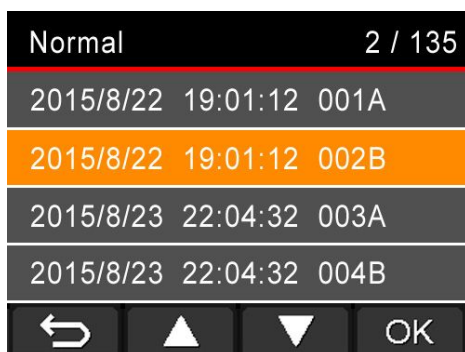 Normal 2 / 135
2015/8/22 19:01:12 001A
2015/8/22 19:01:12 002B
2015/8/23 22:04:32 003A
2015/8/23 22:04:32 004B
OK